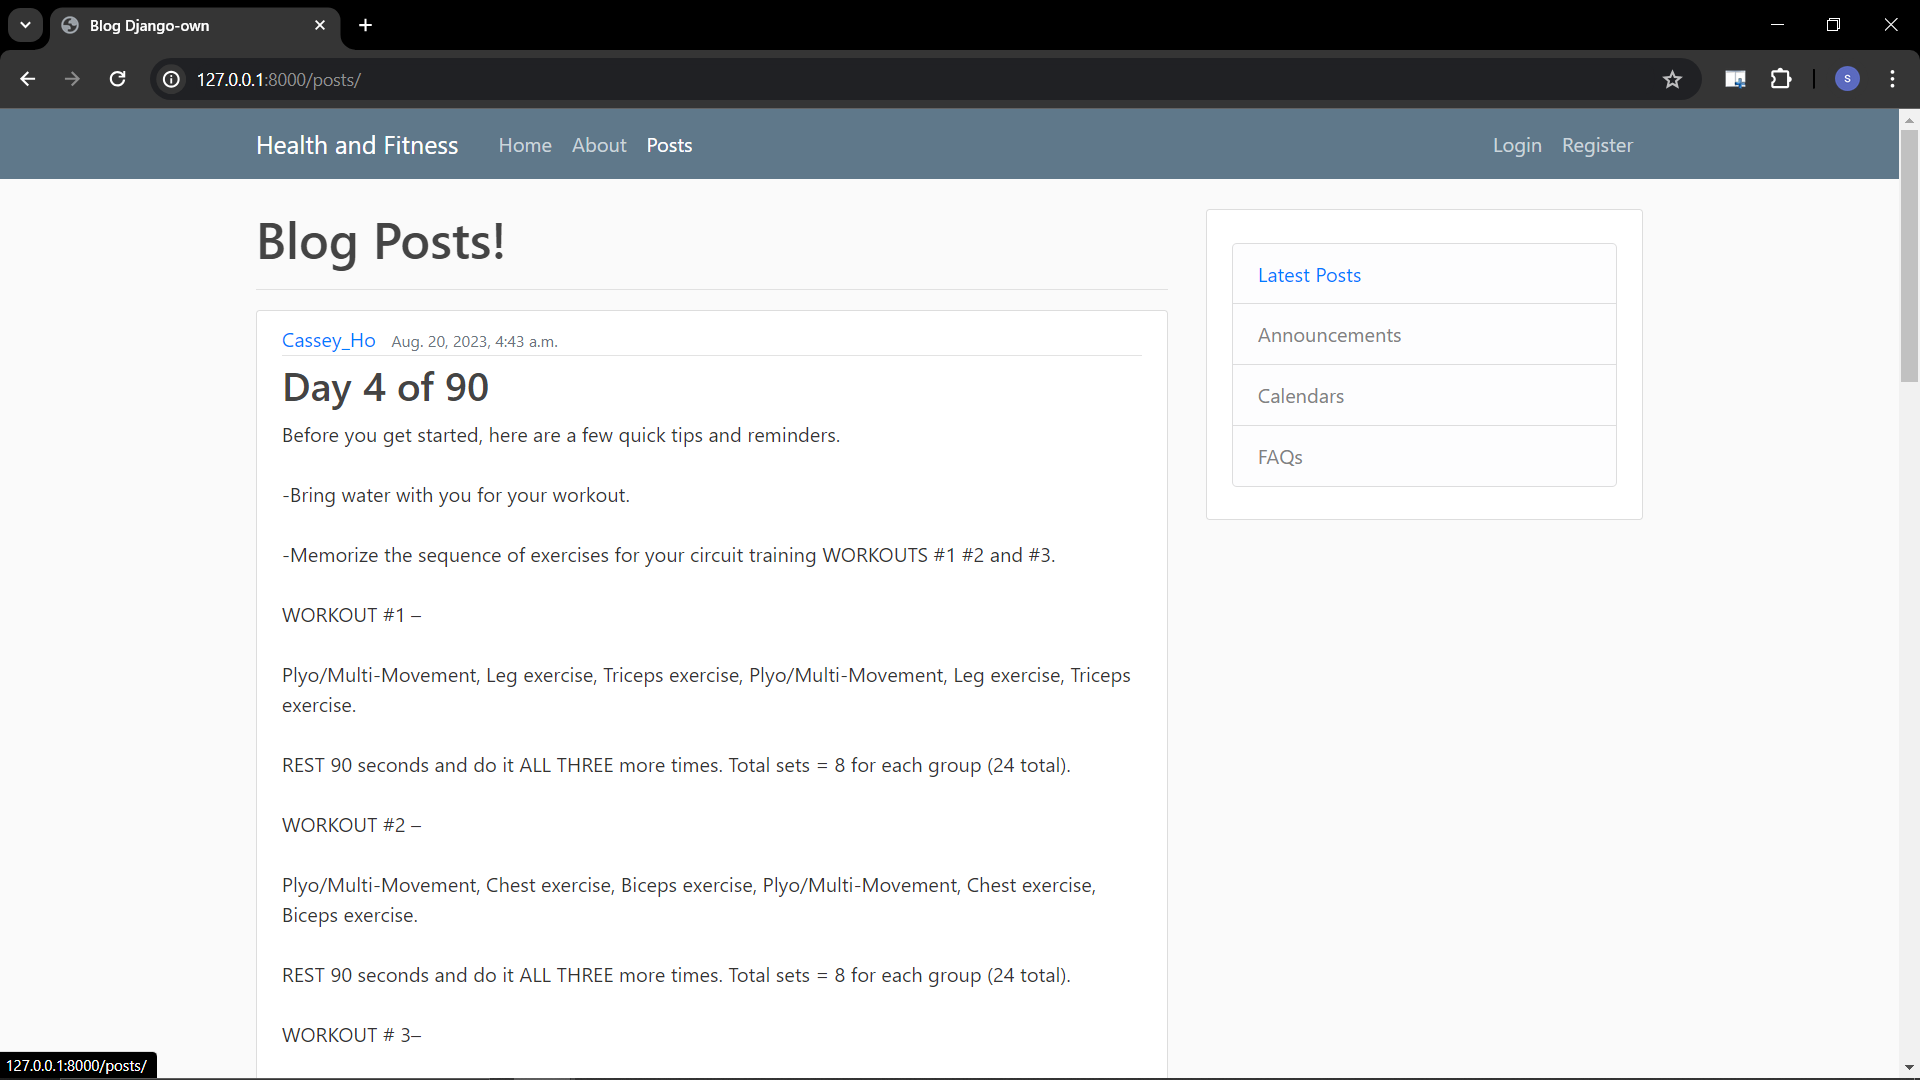 Blog Django-own
127.0.0.1:8000/posts/
Health and Fitness Home About Posts Login Register
Blog Posts!
Cassey_Ho Aug. 20, 2023, 4:43 a.m.
Day 4 of 90
Before you get started, here are a few quick tips and reminders.
-Bring water with you for your workout.
-Memorize the sequence of exercises for your circuit training WORKOUTS #1 #2 and #3.
WORKOUT #1 –
Plyo/Multi-Movement, Leg exercise, Triceps exercise, Plyo/Multi-Movement, Leg exercise, Triceps
exercise.
REST 90 seconds and do it ALL THREE more times. Total sets = 8 for each group (24 total).
WORKOUT #2 –
Plyo/Multi-Movement, Chest exercise, Biceps exercise, Plyo/Multi-Movement, Chest exercise,
Biceps exercise.
REST 90 seconds and do it ALL THREE more times. Total sets = 8 for each group (24 total).
WORKOUT # 3–
Latest Posts
Announcements
Calendars
FAQs
S
127.0.0.1:8000/posts/